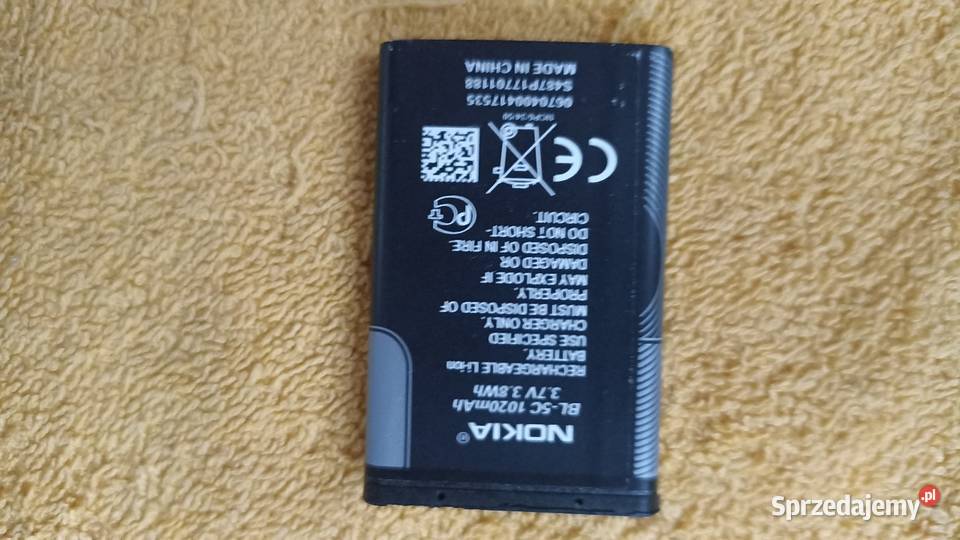 NOKIA®
BL-5C 1020mAh
3.7V 3.8Wh
RECHARGEABLE Li-ion
BATTERY.
USE SPECIFIED
CHARGER ONLY.
MUST BE DISPOSED OF
PROPERLY.
MAY EXPLODE IF
DAMAGED OR
DISPOSED OF IN FIRE.
DO NOT SHORT-
CIRCUIT.
PCT
CE
0670400417535
S487P17701188
MADE IN CHINA
Sprzedajemy.pl